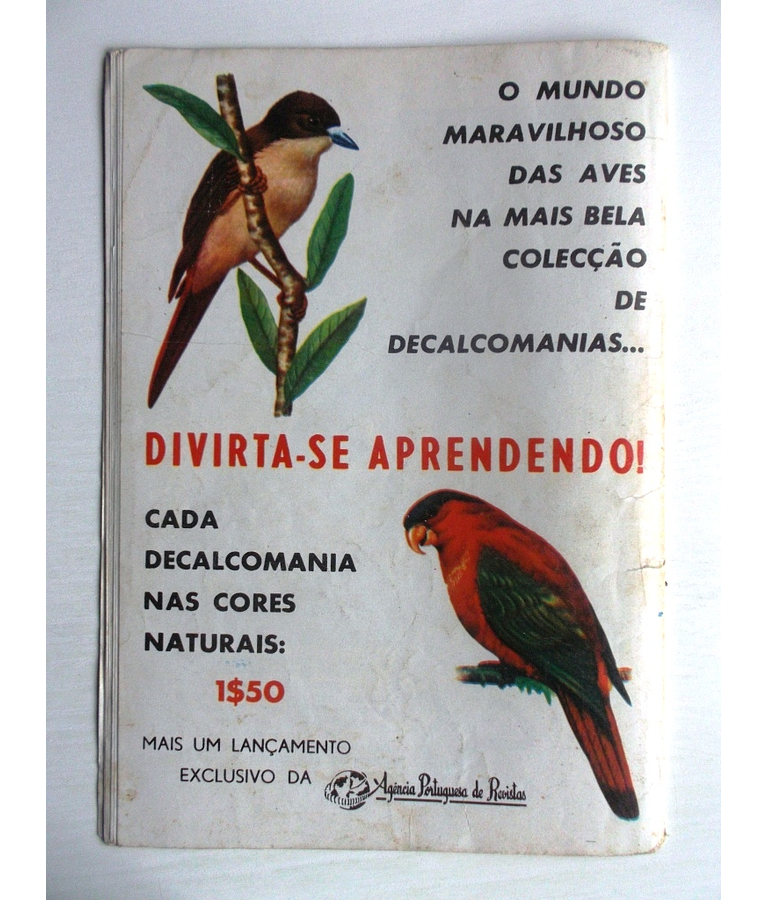 O MUNDO
MARAVILHOSO
DAS AVES
NA MAIS BELA
COLECÇÃO
DE
DECALCOMANIAS...
DIVIRTA-SE APRENDENDO!
CADA
DECALCOMANIA
NAS CORES
NATURAIS:
1$50
MAIS UM LANÇAMENTO
EXCLUSIVO DA
Agência Portuguesa de Revistas